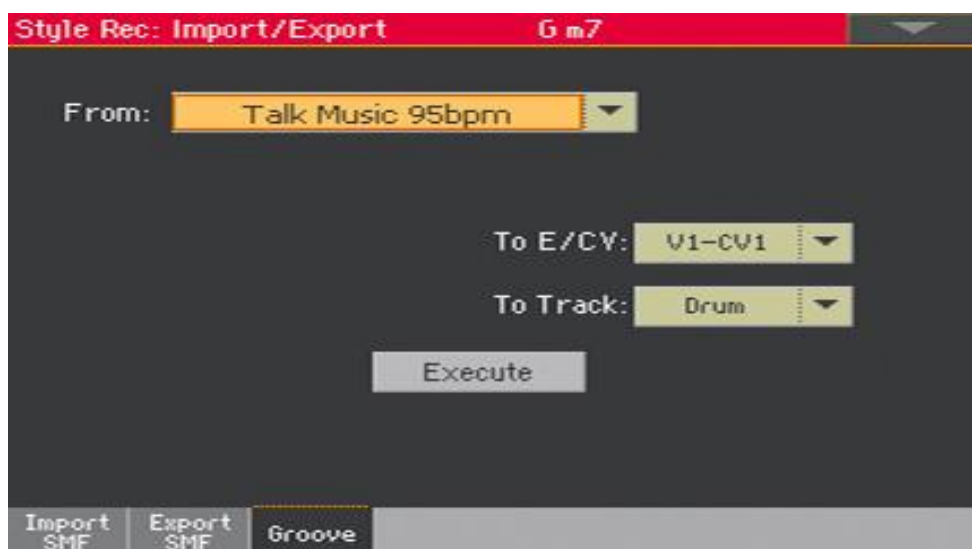 Style Rec: Import/Export G m7
From: Talk Music 95bpm
To E/CV: V1-CV1
To Track: Drum
Execute
Import SMF
Export SMF
Groove